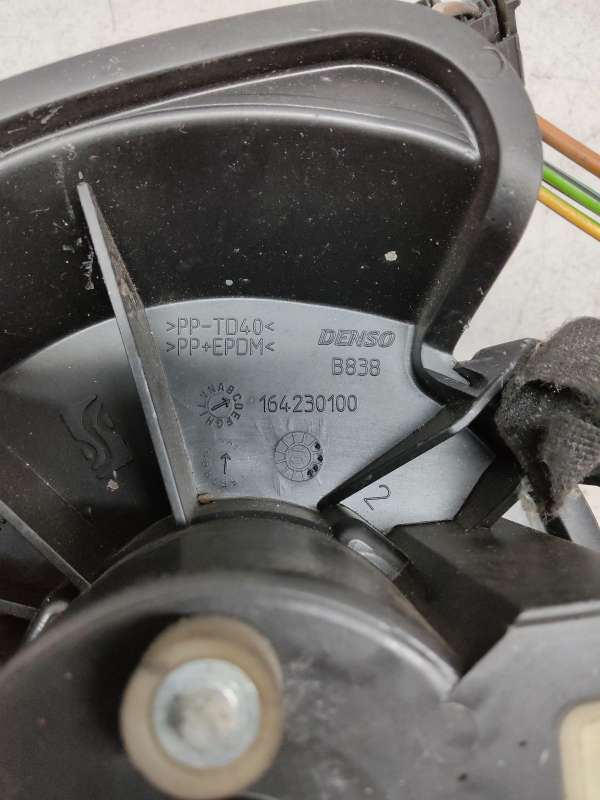 >PP-TD40<
>PP+EPDM<
DENSO
B838
164230100
2